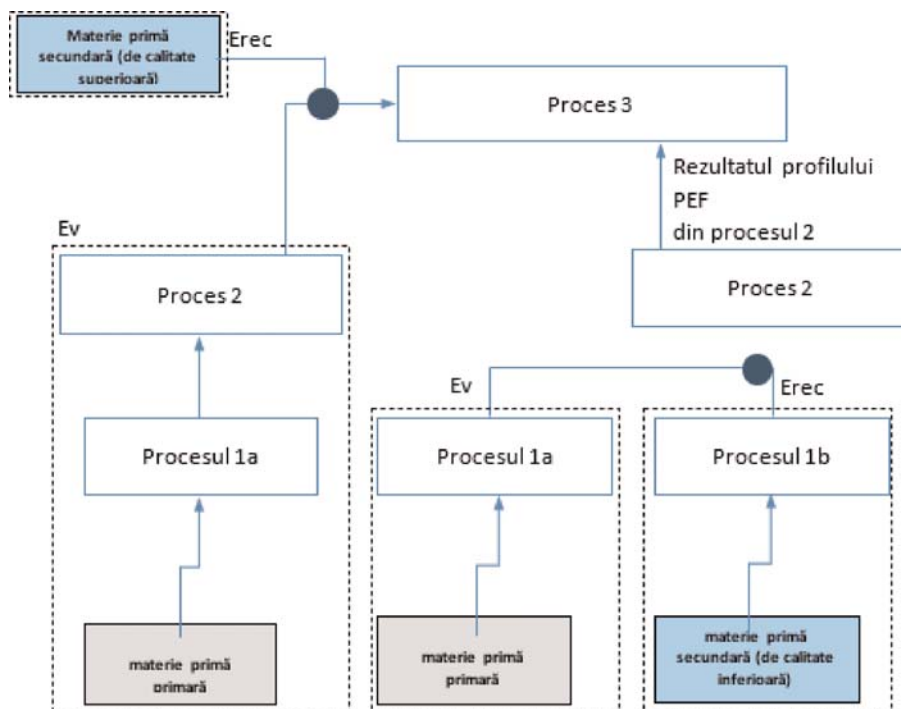 Materie primă
secundară (de calitate
superioară)
Erec
Proces 3
Rezultatul profilului
PEF
din procesul 2
Ev
Proces 2
Proces 2
Ev
Erec
Procesul 1a
Procesul 1a
Procesul 1b
materie primă
primară
materie primă
primară
materie primă
secundară (de calitate
inferioară)